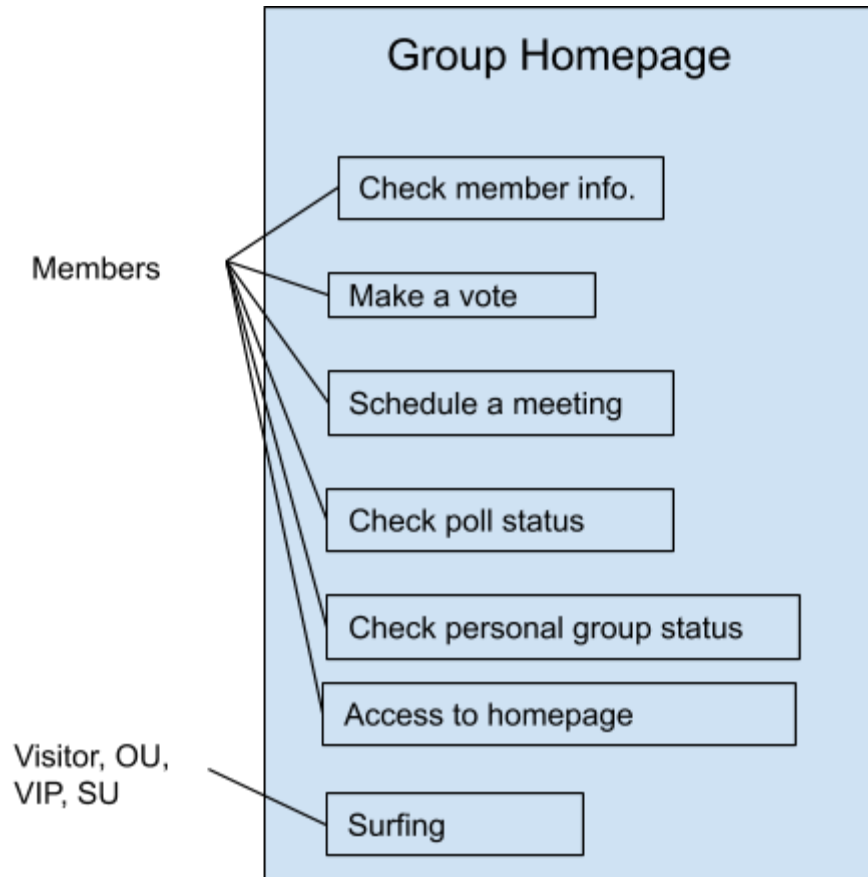 Group Homepage
Check member info.
Members
Make a vote
Schedule a meeting
Check poll status
Check personal group status
Access to homepage
Visitor, OU,
VIP, SU
Surfing